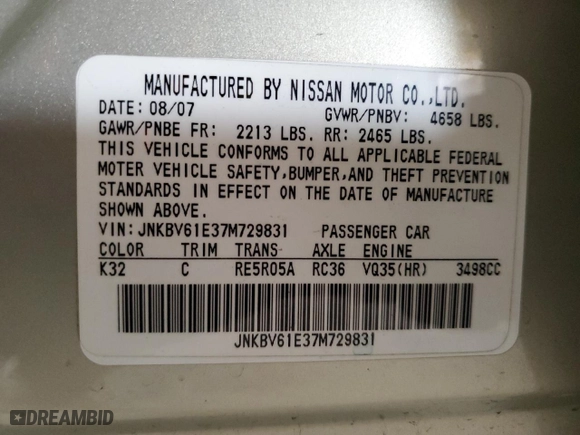 MANUFACTURED BY NISSAN MOTOR CO.,LTD.
DATE: 08/07 GVWR/PNBV: 4658 LBS.
GAWR/PNBE FR: 2213 LBS. RR: 2465 LBS.
THIS VEHICLE CONFORMS TO ALL APPLICABLE FEDERAL
MOTER VEHICLE SAFETY,BUMPER,AND THEFT PREVENTION
STANDARDS IN EFFECT ON THE DATE OF MANUFACTURE
SHOWN ABOVE.
VIN: JNKBV61E37M729831 PASSENGER CAR
COLOR TRIM TRANS AXLE ENGINE
K32 C RE5R05A RC36 VQ35(HR) 3498CC
JNKBV61E37M729831
DREAMBID